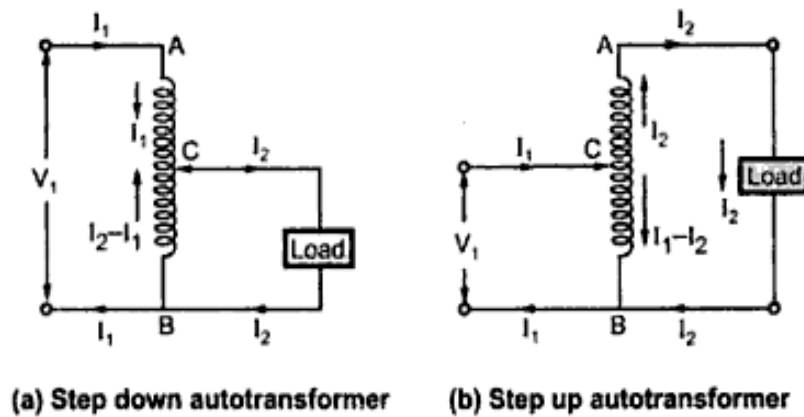 I₁
A
I₁
C
I₂
V₁
I₂–I₁
Load
I₁
B
I₂
(a) Step down autotransformer
I₂
A
I₂
I₁
C
Load
I₂
V₁
I₁–I₂
I₁
B
I₂
(b) Step up autotransformer